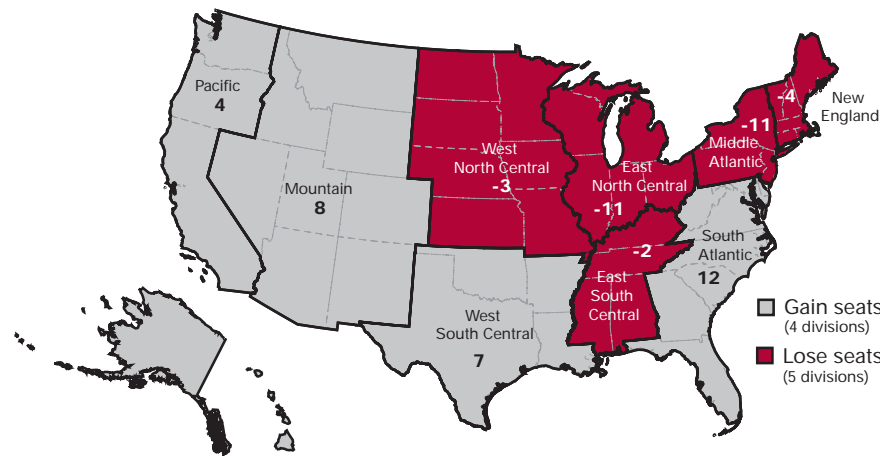 Pacific
4
Mountain
8
West
North Central
-3
East
North Central
-11
Middle
Atlantic
-11
-4
New
England
West
South Central
7
East
South
Central
-2
South
Atlantic
12
Gain seats
(4 divisions)
Lose seats
(5 divisions)